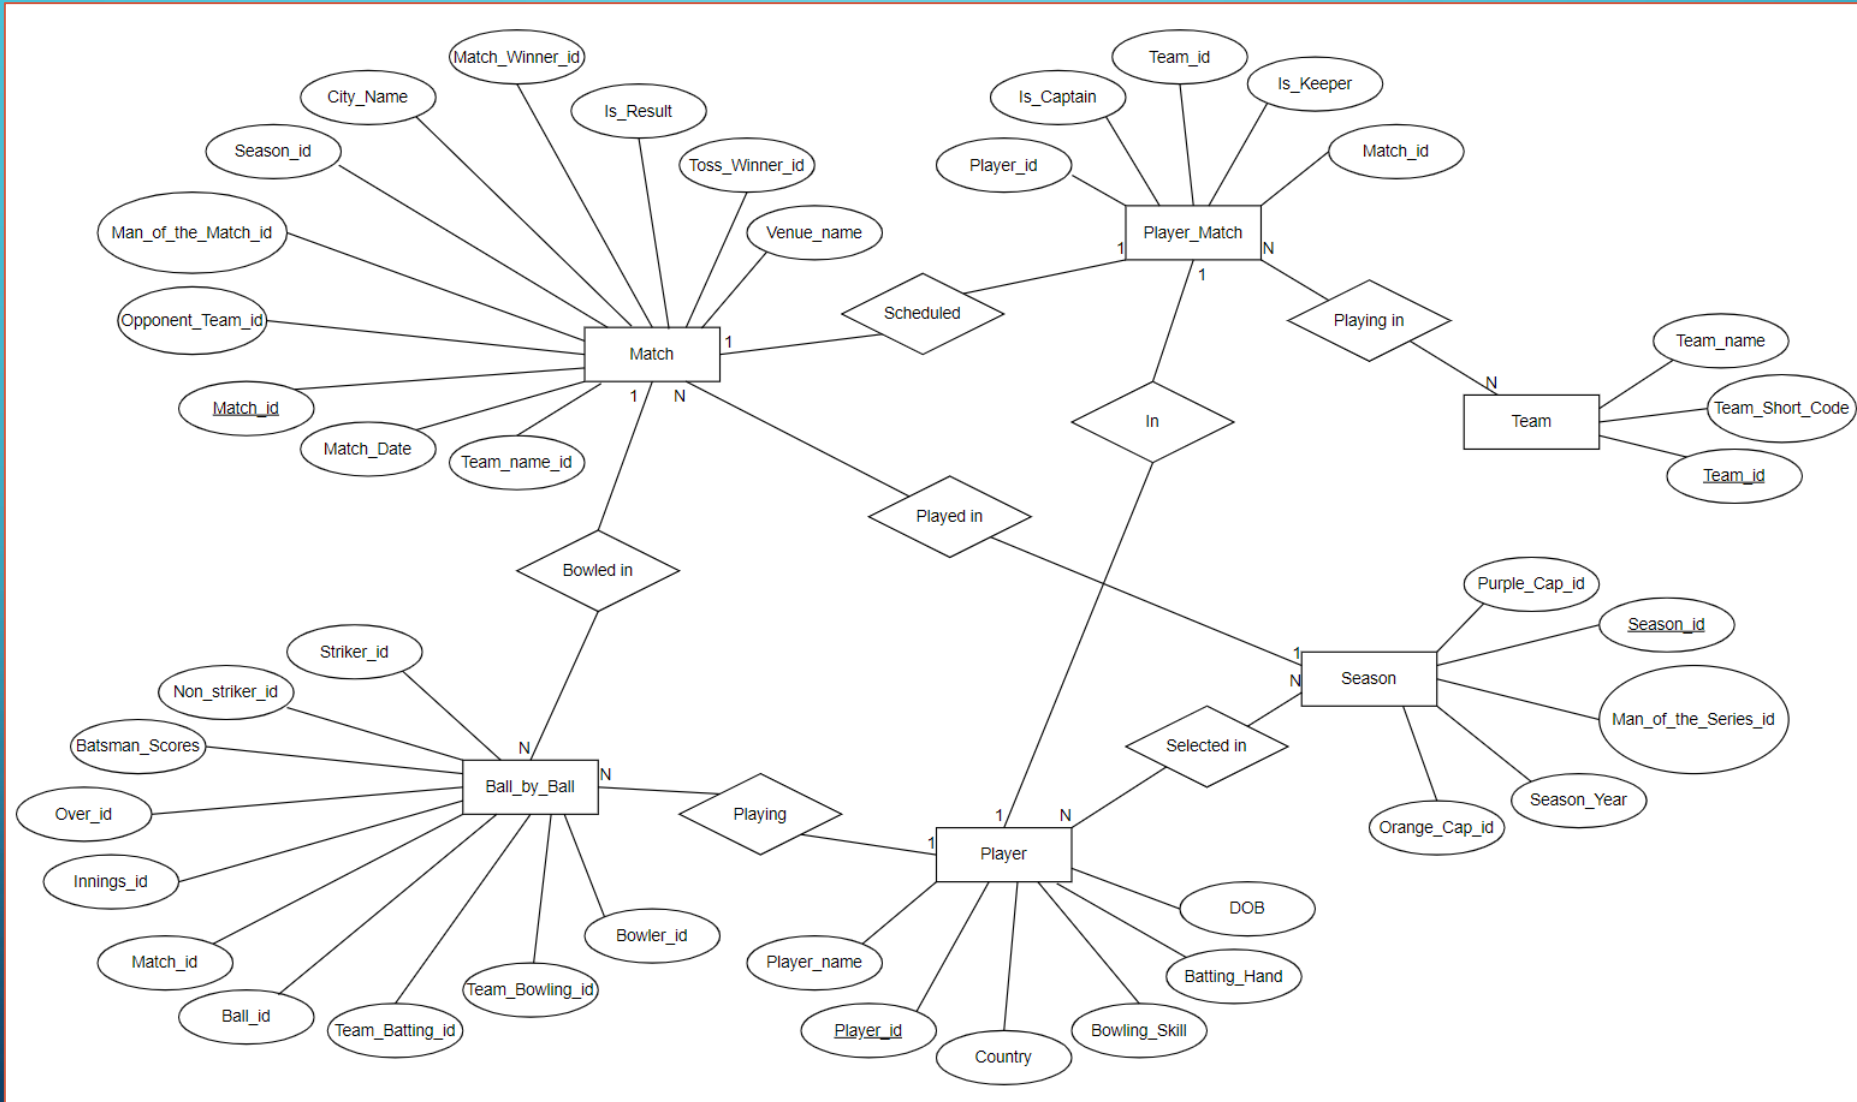 Match_Winner_id
Team_id
Is_Keeper
City_Name
Is_Captain
Is_Result
Season_id
Toss_Winner_id
Player_id
Match_id
Man_of_the_Match_id
Venue_name
Player_Match
1
N
1
Scheduled
Opponent_Team_id
Playing in
Team_name
Match
1
N
Match_id
Team_Short_Code
1
N
In
Team
Match_Date
Team_name_id
Team_id
Played in
Bowled in
Purple_Cap_id
Season_id
Striker_id
1
Season
N
Non_striker_id
Man_of_the_Series_id
Batsman_Scores
N
Selected in
N
Ball_by_Ball
Season_Year
Over_id
Playing
1
N
Orange_Cap_id
1
Player
Innings_id
DOB
Bowler_id
Match_id
Player_name
Batting_Hand
Team_Bowling_id
Ball_id
Team_Batting_id
Player_id
Bowling_Skill
Country